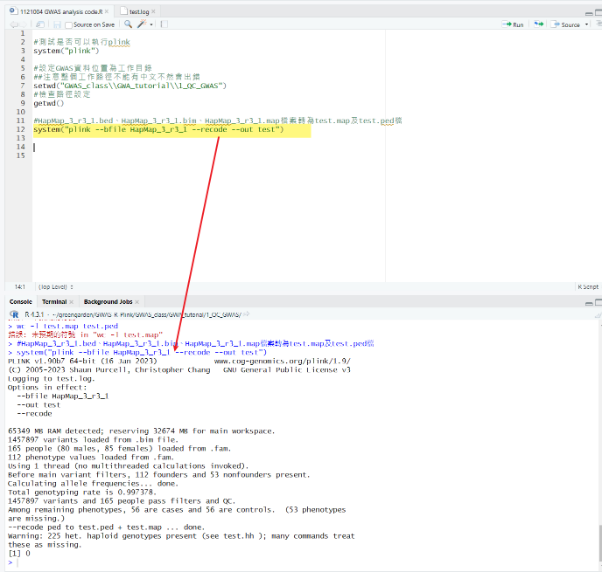 1121004 GWAS analysis code.R
test.log
Source on Save
Run
Source
1
2 #測試是否可以執行plink
3 system("plink")
4
5 #設定GWAS資料位置為工作目錄
6 ##注意整個工作路徑不能有中文不然會出錯
7 setwd("GWAS_class\\GWA_tutorial\\1_QC_GWAS")
8 #檢查路徑設定
9 getwd()
10
11 #HapMap_3_r3_1.bed、HapMap_3_r3_1.bim、HapMap_3_r3_1.map檔案轉為test.map及test.ped檔
12 system("plink --bfile HapMap_3_r3_1 --recode --out test")
13
14
15
14:1 (Top Level) R Script
Console Terminal Background Jobs
R 4.3.1 · ~/greengarden/GWAS K Plink/GWAS_class/GWA_tutorial/1_QC_GWAS/
> wc -l test.map test.ped
錯誤: 未預期的符號 in "wc -l test.map"
> #HapMap_3_r3_1.bed、HapMap_3_r3_1.bim、HapMap_3_r3_1.map檔案轉為test.map及test.ped檔
> system("plink --bfile HapMap_3_r3_1 --recode --out test")
PLINK v1.90b7 64-bit (16 Jan 2023) www.cog-genomics.org/plink/1.9/
(C) 2005-2023 Shaun Purcell, Christopher Chang GNU General Public License v3
Logging to test.log.
Options in effect:
--bfile HapMap_3_r3_1
--out test
--recode
65349 MB RAM detected; reserving 32674 MB for main workspace.
1457897 variants loaded from .bim file.
165 people (80 males, 85 females) loaded from .fam.
112 phenotype values loaded from .fam.
Using 1 thread (no multithreaded calculations invoked).
Before main variant filters, 112 founders and 53 nonfounders present.
Calculating allele frequencies... done.
Total genotyping rate is 0.997378.
1457897 variants and 165 people pass filters and QC.
Among remaining phenotypes, 56 are cases and 56 are controls. (53 phenotypes
are missing.)
--recode ped to test.ped + test.map ... done.
Warning: 225 het. haploid genotypes present (see test.hh ); many commands treat
these as missing.
[1] 0
>